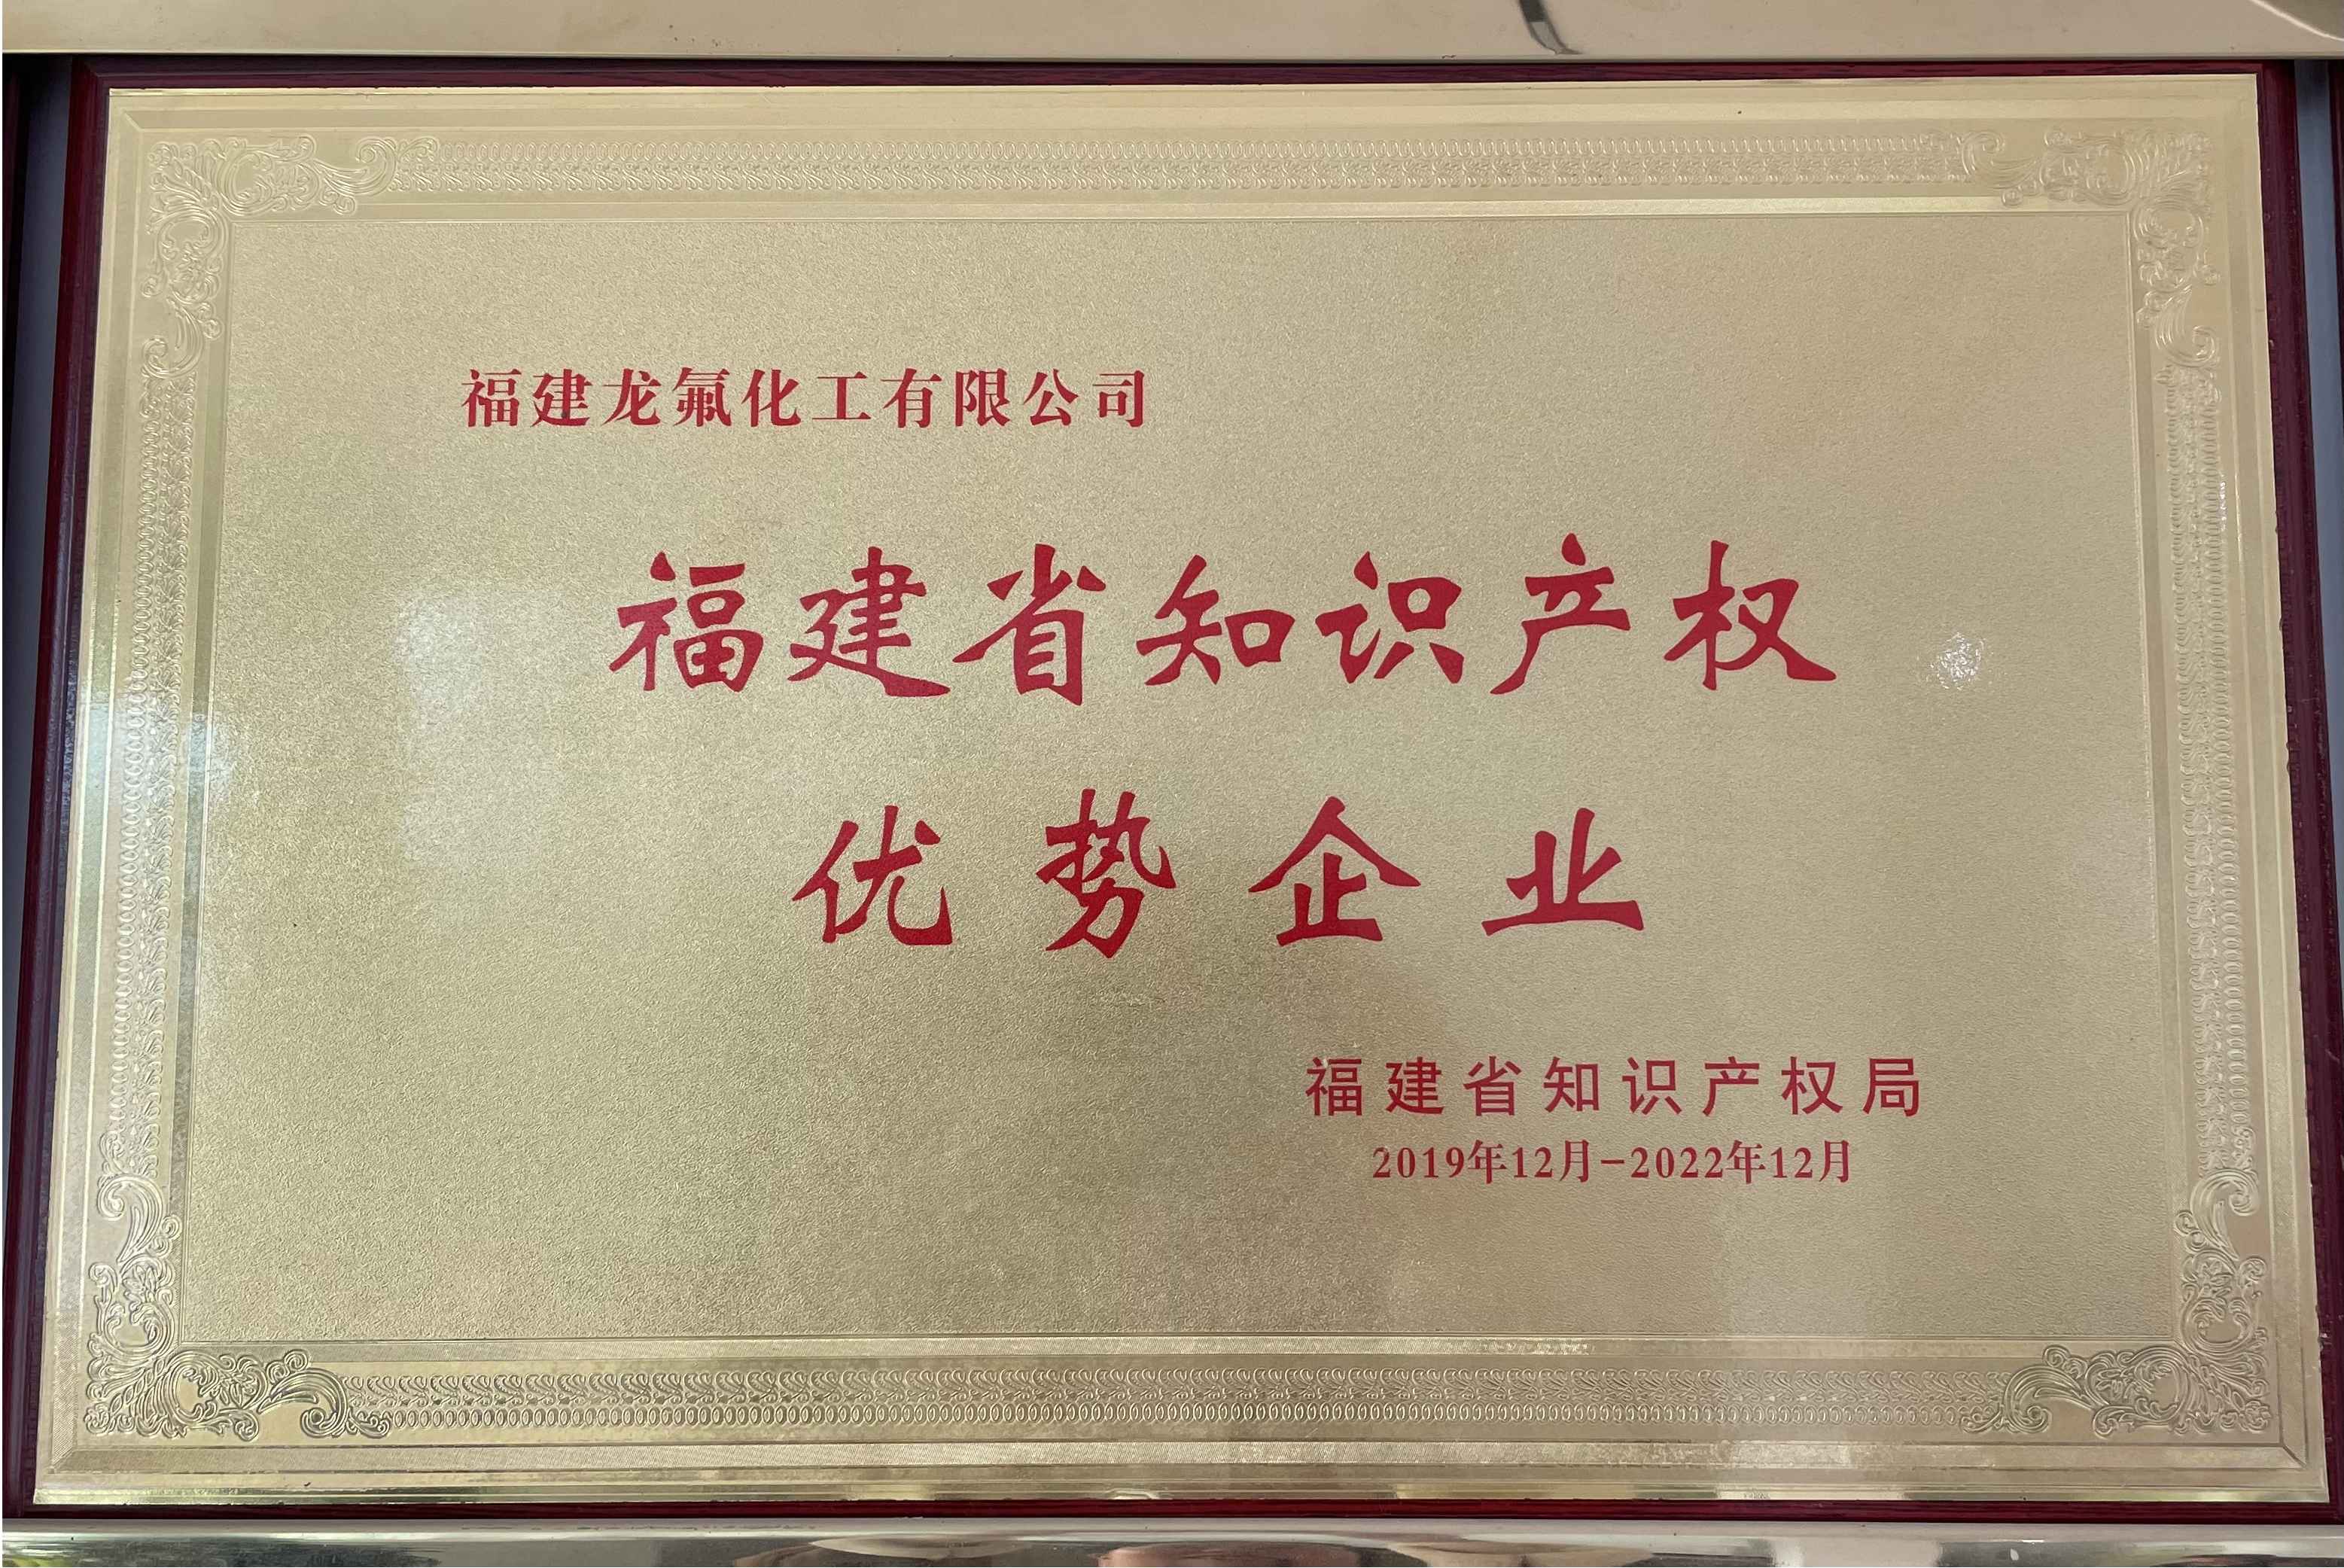 福建龙氟化工有限公司
福建省知识产权
优势企业
福建省知识产权局
2019年12月-2022年12月